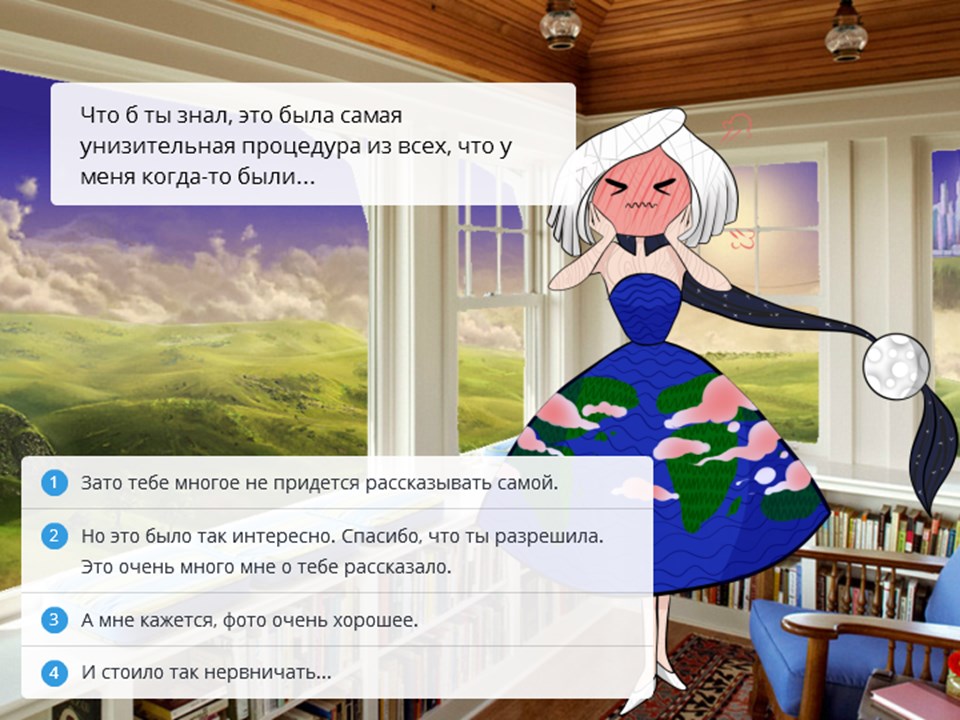 Что б ты знал, это была самая
унизительная процедура из всех, что у
меня когда-то были...
1 Зато тебе многое не придется рассказывать самой.
2 Но это было так интересно. Спасибо, что ты разрешила.
Это очень много мне о тебе рассказало.
3 А мне кажется, фото очень хорошее.
4 И стоило так нервничать...